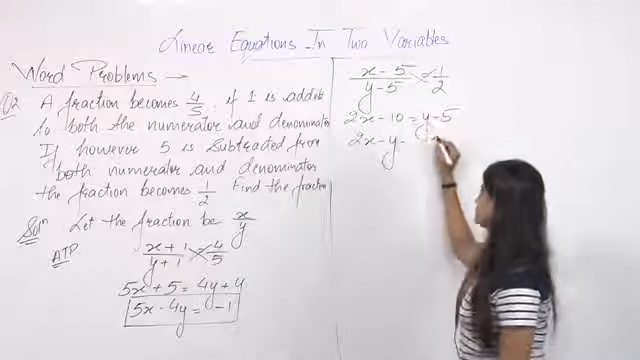 Linear Equations In Two Variables
Word Problems →
Q2 A fraction becomes 4/5, if 1 is added
to both the numerator and denominator
If however 5 is subtracted from
both numerator and denominator
the fraction becomes 1/2 Find the fraction
Soln Let the fraction be x/y
ATP
x+1/y+1 = 4/5
5x + 5 = 4y + 4
5x - 4y = -1
x-5/y-5 = 1/2
2x - 10 = y - 5
2x - y -